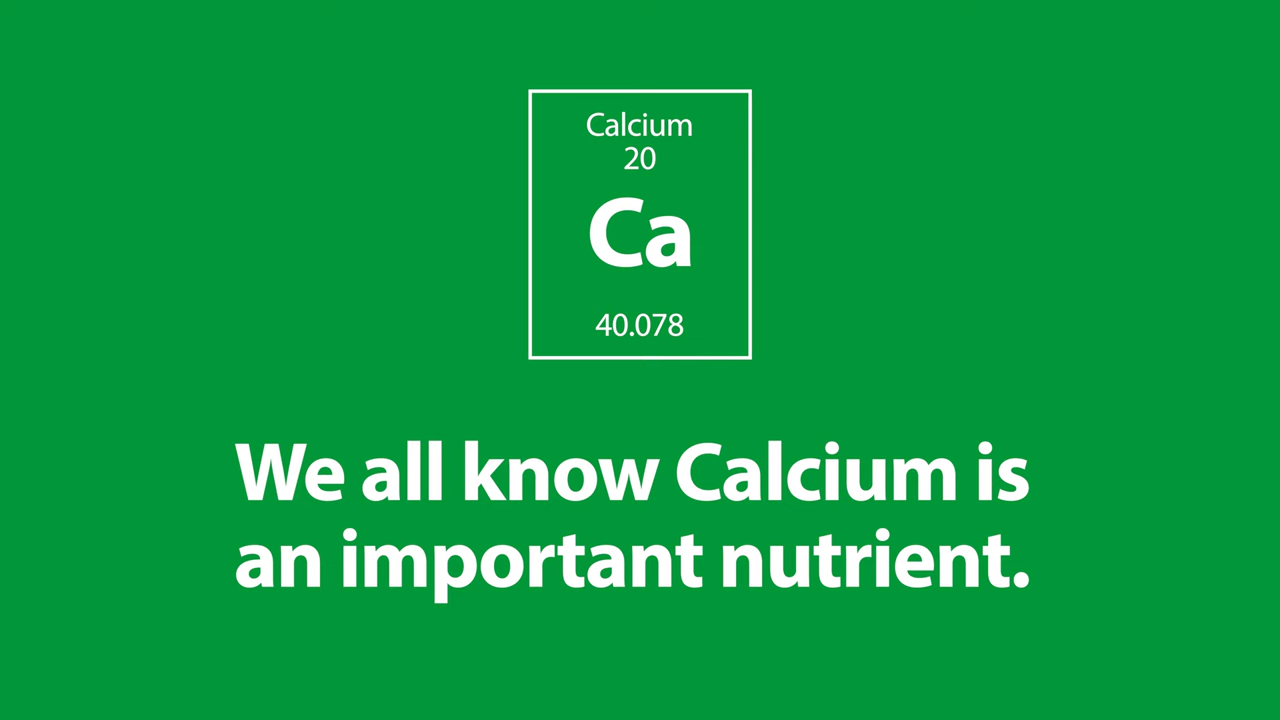 Calcium
20
Ca
40.078
We all know Calcium is
an important nutrient.